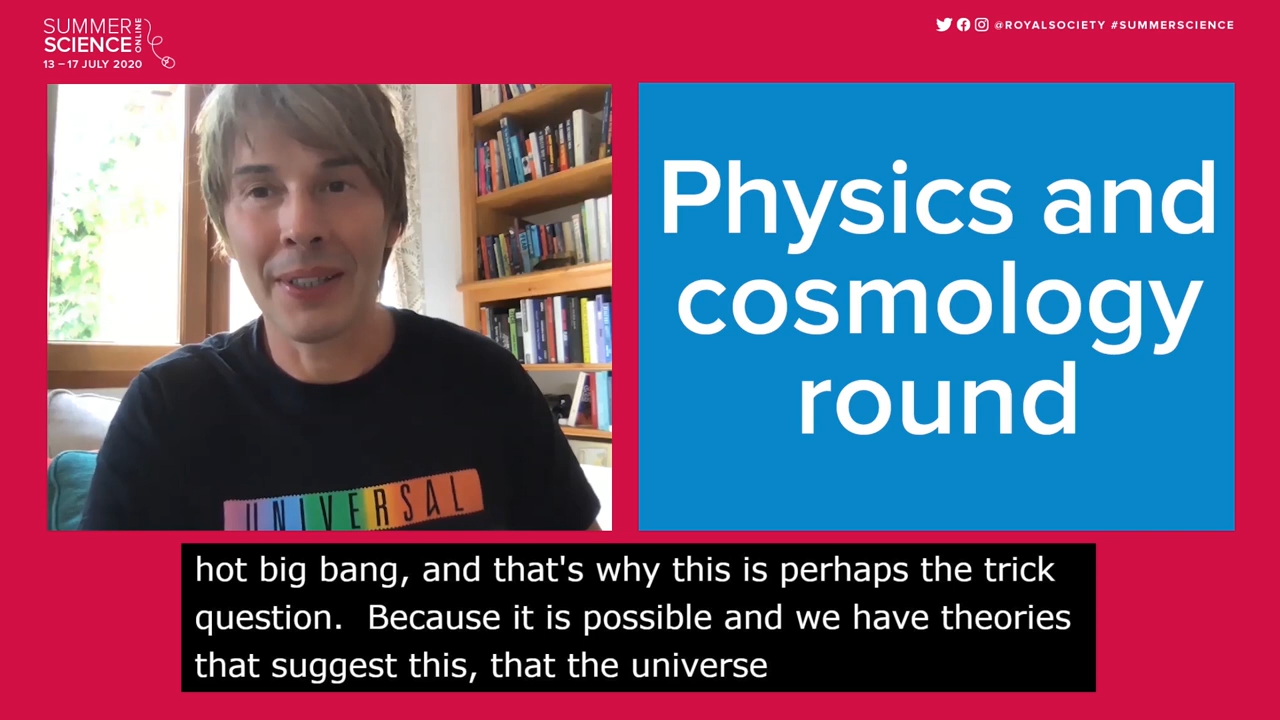 SUMMER
SCIENCE
ONLINE
13 – 17 JULY 2020
@ROYALSOCIETY #SUMMERSCIENCE
Physics and
cosmology
round
UNIVERSAL
hot big bang, and that's why this is perhaps the trick
question.  Because it is possible and we have theories
that suggest this, that the universe